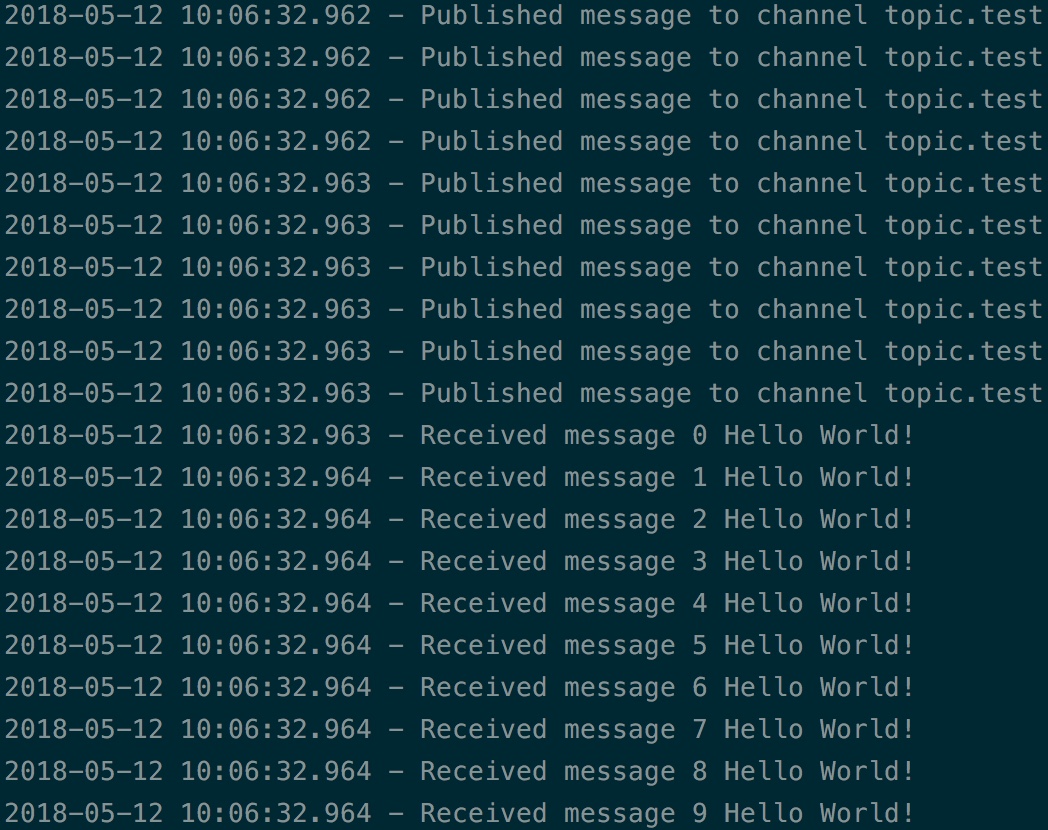 2018-05-12 10:06:32.962 - Published message to channel topic.test
2018-05-12 10:06:32.962 - Published message to channel topic.test
2018-05-12 10:06:32.962 - Published message to channel topic.test
2018-05-12 10:06:32.962 - Published message to channel topic.test
2018-05-12 10:06:32.963 - Published message to channel topic.test
2018-05-12 10:06:32.963 - Published message to channel topic.test
2018-05-12 10:06:32.963 - Published message to channel topic.test
2018-05-12 10:06:32.963 - Published message to channel topic.test
2018-05-12 10:06:32.963 - Published message to channel topic.test
2018-05-12 10:06:32.963 - Published message to channel topic.test
2018-05-12 10:06:32.963 - Received message 0 Hello World!
2018-05-12 10:06:32.964 - Received message 1 Hello World!
2018-05-12 10:06:32.964 - Received message 2 Hello World!
2018-05-12 10:06:32.964 - Received message 3 Hello World!
2018-05-12 10:06:32.964 - Received message 4 Hello World!
2018-05-12 10:06:32.964 - Received message 5 Hello World!
2018-05-12 10:06:32.964 - Received message 6 Hello World!
2018-05-12 10:06:32.964 - Received message 7 Hello World!
2018-05-12 10:06:32.964 - Received message 8 Hello World!
2018-05-12 10:06:32.964 - Received message 9 Hello World!